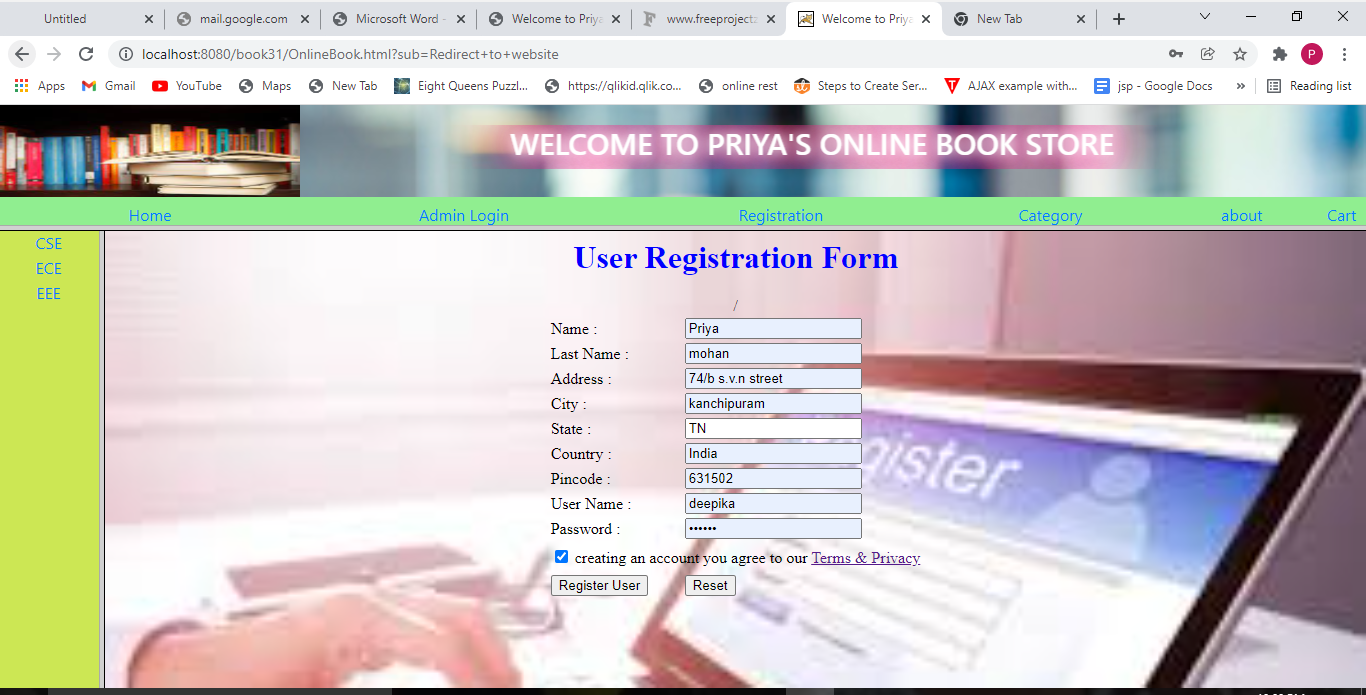 Untitled
mail.google.com
Microsoft Word -
Welcome to Priya
www.freeprojectz
Welcome to Priya
New Tab
localhost:8080/book31/OnlineBook.html?sub=Redirect+to+website
P
Apps Gmail YouTube Maps New Tab Eight Queens Puzzl... https://qlikid.qlik.co... online rest Steps to Create Ser... AJAX example with... jsp - Google Docs » Reading list
WELCOME TO PRIYA'S ONLINE BOOK STORE
Home Admin Login Registration Category about Cart
CSE
ECE
EEE
User Registration Form
/
Name : Priya
Last Name : mohan
Address : 74/b s.v.n street
City : kanchipuram
State : TN
Country : India
Pincode : 631502
User Name : deepika
Password : ••••••
creating an account you agree to our Terms & Privacy
Register User Reset